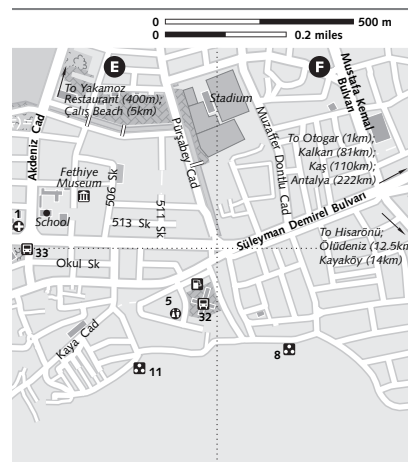 0 500 m
0 0.2 miles
E
F
To Yakamoz
Restaurant (400m);
Çalış Beach (5km)
Stadium
Mustafa Kemal
Bulvarı
Akdeniz Cad
Pürşabey Cad
Muzaffer Dontlu Cad
To Otogar (1km);
Kalkan (81km);
Kaş (110km);
Antalya (222km)
Fethiye
Museum
506 Sk
511 Sk
1
School
513 Sk
Süleyman Demirel Bulvarı
33
Okul Sk
To Hisarönü;
Ölüdeniz (12.5km
Kayaköy (14km)
5
32
Kaya Cad
8
11